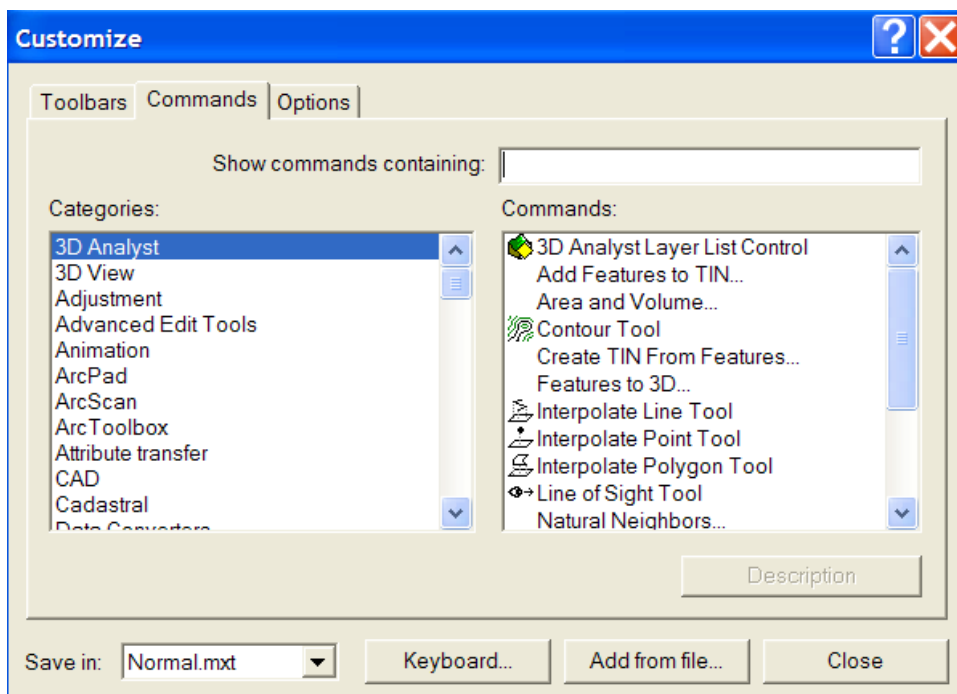 Customize
Toolbars Commands Options
Show commands containing:
Categories:
3D Analyst
3D View
Adjustment
Advanced Edit Tools
Animation
ArcPad
ArcScan
ArcToolbox
Attribute transfer
CAD
Cadastral
Data Converters
Commands:
3D Analyst Layer List Control
Add Features to TIN...
Area and Volume...
Contour Tool
Create TIN From Features...
Features to 3D...
Interpolate Line Tool
Interpolate Point Tool
Interpolate Polygon Tool
Line of Sight Tool
Natural Neighbors...
Description
Save in: Normal.mxt Keyboard... Add from file... Close